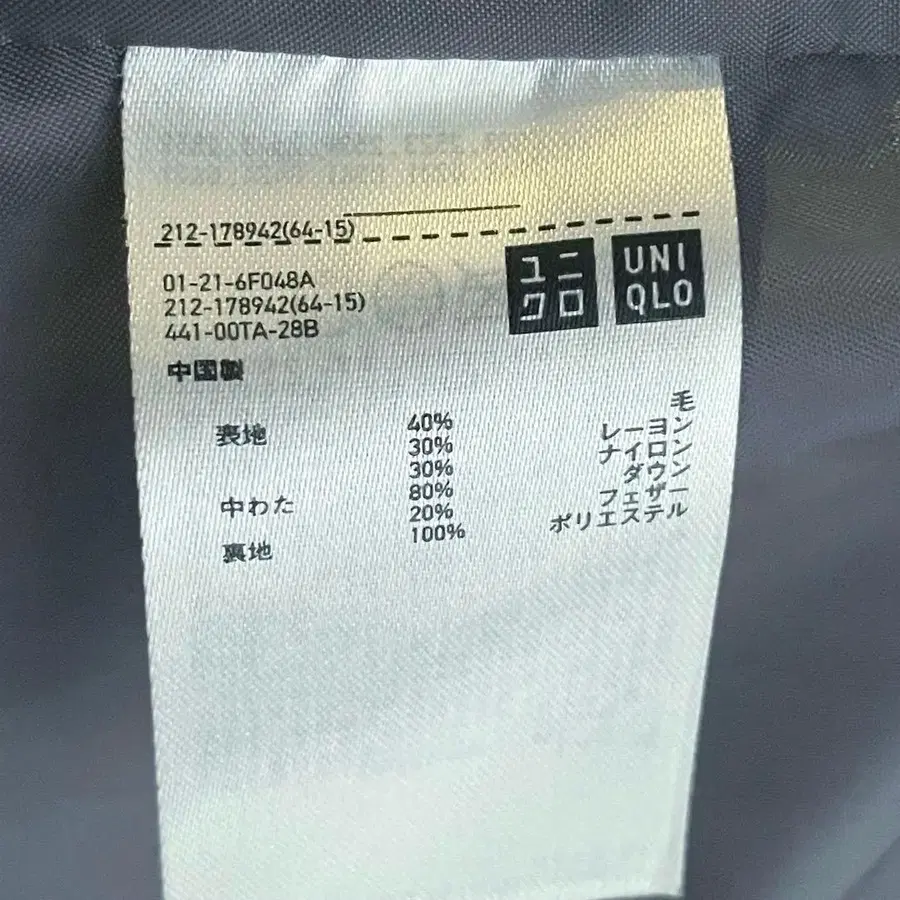 212-178942(64-15)
ユニ
クロ
UNI
QLO
01-21-6F048A
212-178942(64-15)
441-00TA-28B
中国製
表地 40% 毛
30% レーヨン
30% ナイロン
中わた 80% ダウン
20% フェザー
裏地 100% ポリエステル